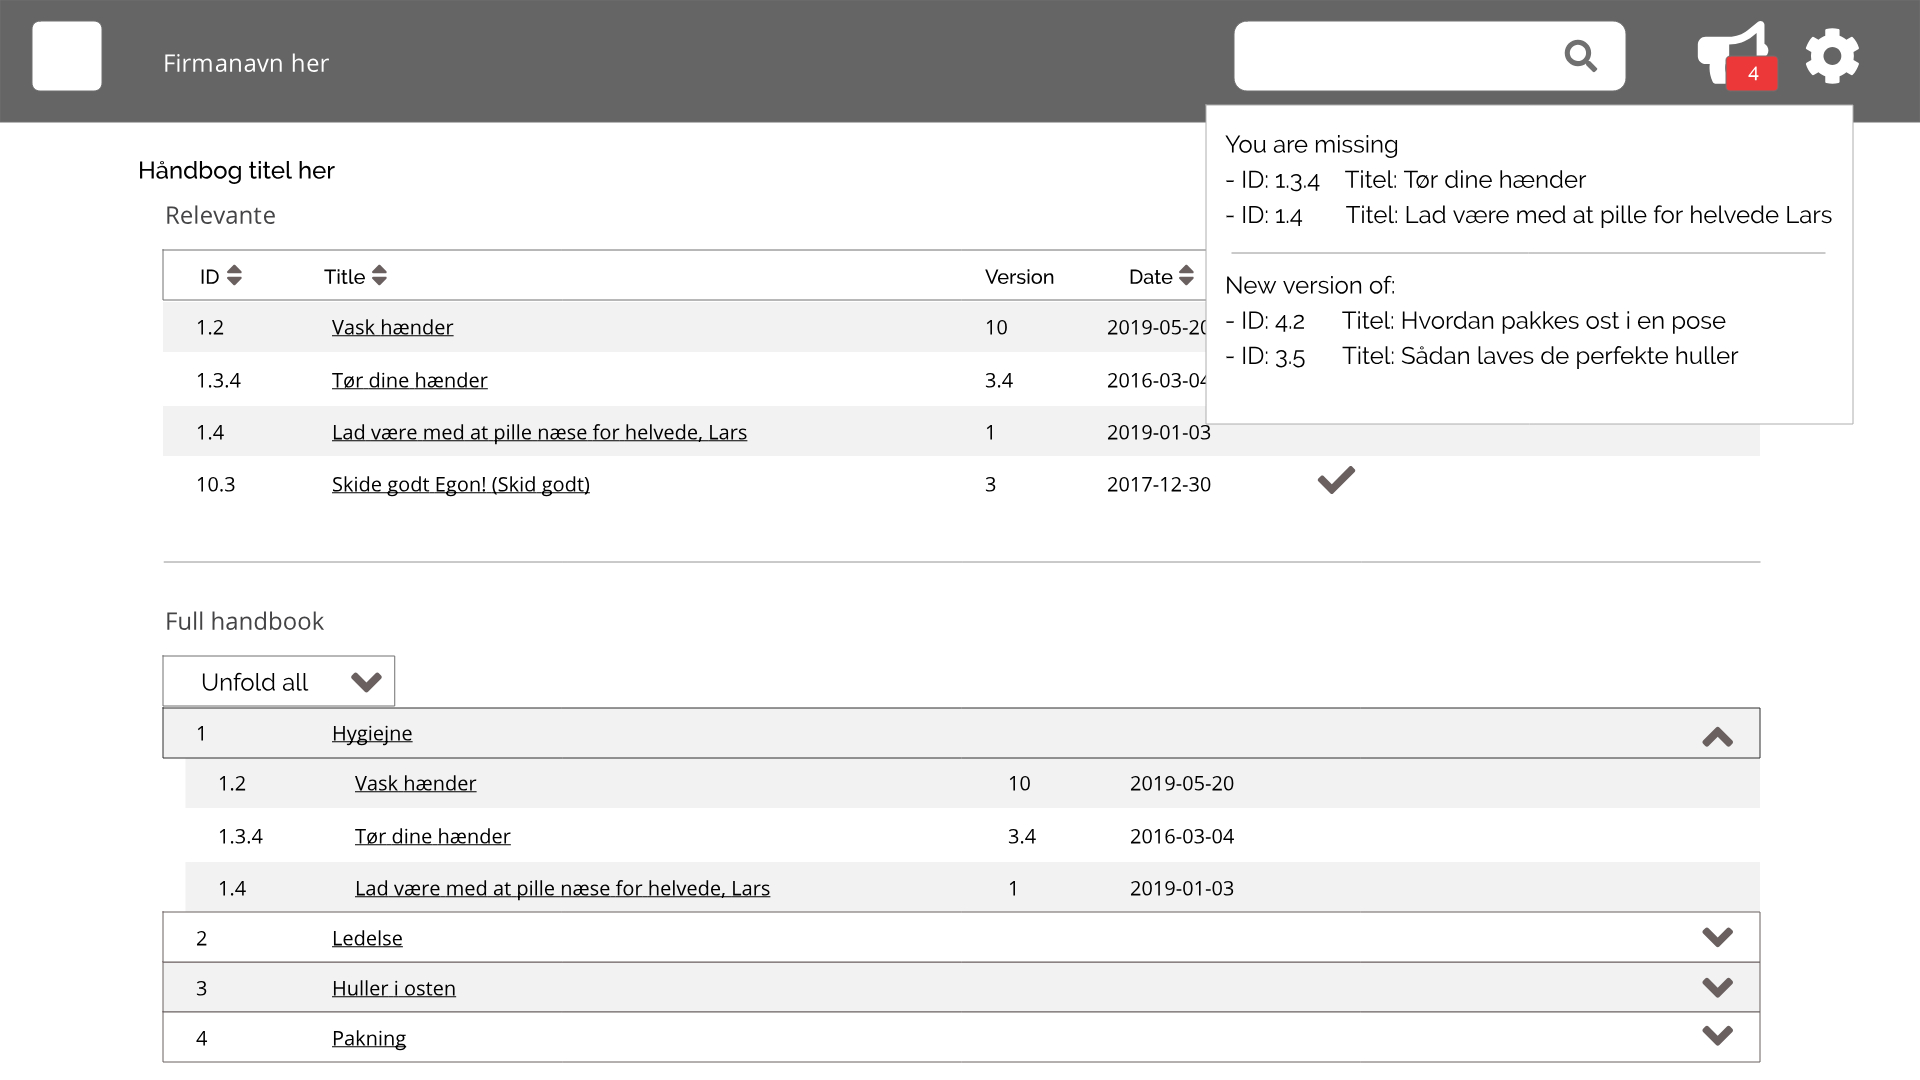 Firmanavn her
4
You are missing
- ID: 1.3.4 Titel: Tør dine hænder
- ID: 1.4 Titel: Lad være med at pille for helvede Lars
New version of:
- ID: 4.2 Titel: Hvordan pakkes ost i en pose
- ID: 3.5 Titel: Sådan laves de perfekte huller
Håndbog titel her
Relevante
ID Title Version Date
1.2 Vask hænder 10 2019-05-20
1.3.4 Tør dine hænder 3.4 2016-03-04
1.4 Lad være med at pille næse for helvede, Lars 1 2019-01-03
10.3 Skide godt Egon! (Skid godt) 3 2017-12-30
Full handbook
Unfold all
1 Hygiejne
1.2 Vask hænder 10 2019-05-20
1.3.4 Tør dine hænder 3.4 2016-03-04
1.4 Lad være med at pille næse for helvede, Lars 1 2019-01-03
2 Ledelse
3 Huller i osten
4 Pakning